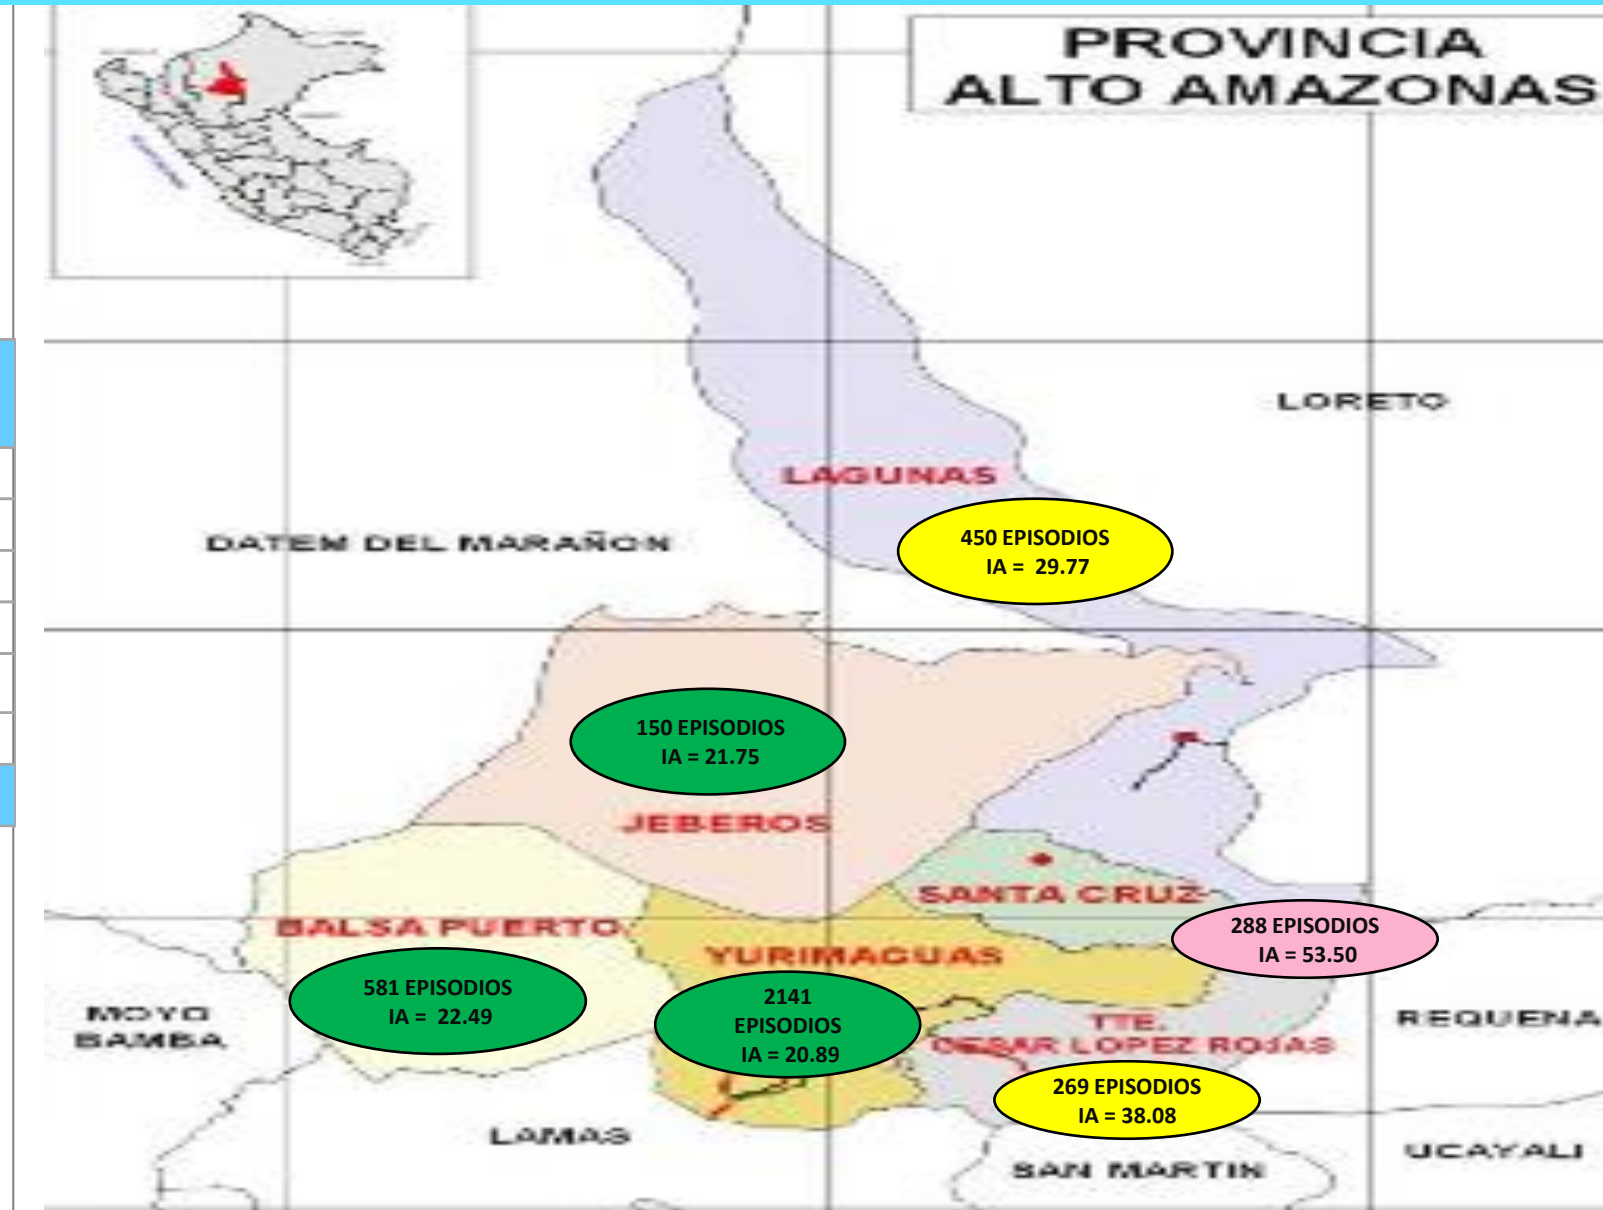 PROVINCIA
ALTO AMAZONAS
LORETO
LAGUNAS
450 EPISODIOS
IA = 29.77
DATEM DEL MARAÑON
150 EPISODIOS
IA = 21.75
JEBEROS
SANTA CRUZ
288 EPISODIOS
IA = 53.50
BALSA PUERTO
581 EPISODIOS
IA = 22.49
YURIMAGUAS
2141
EPISODIOS
IA = 20.89
MOYO
BAMBA
TTE.
CESAR LOPEZ ROJAS
269 EPISODIOS
IA = 38.08
REQUENA
LAMAS
SAN MARTIN
UCAYALI